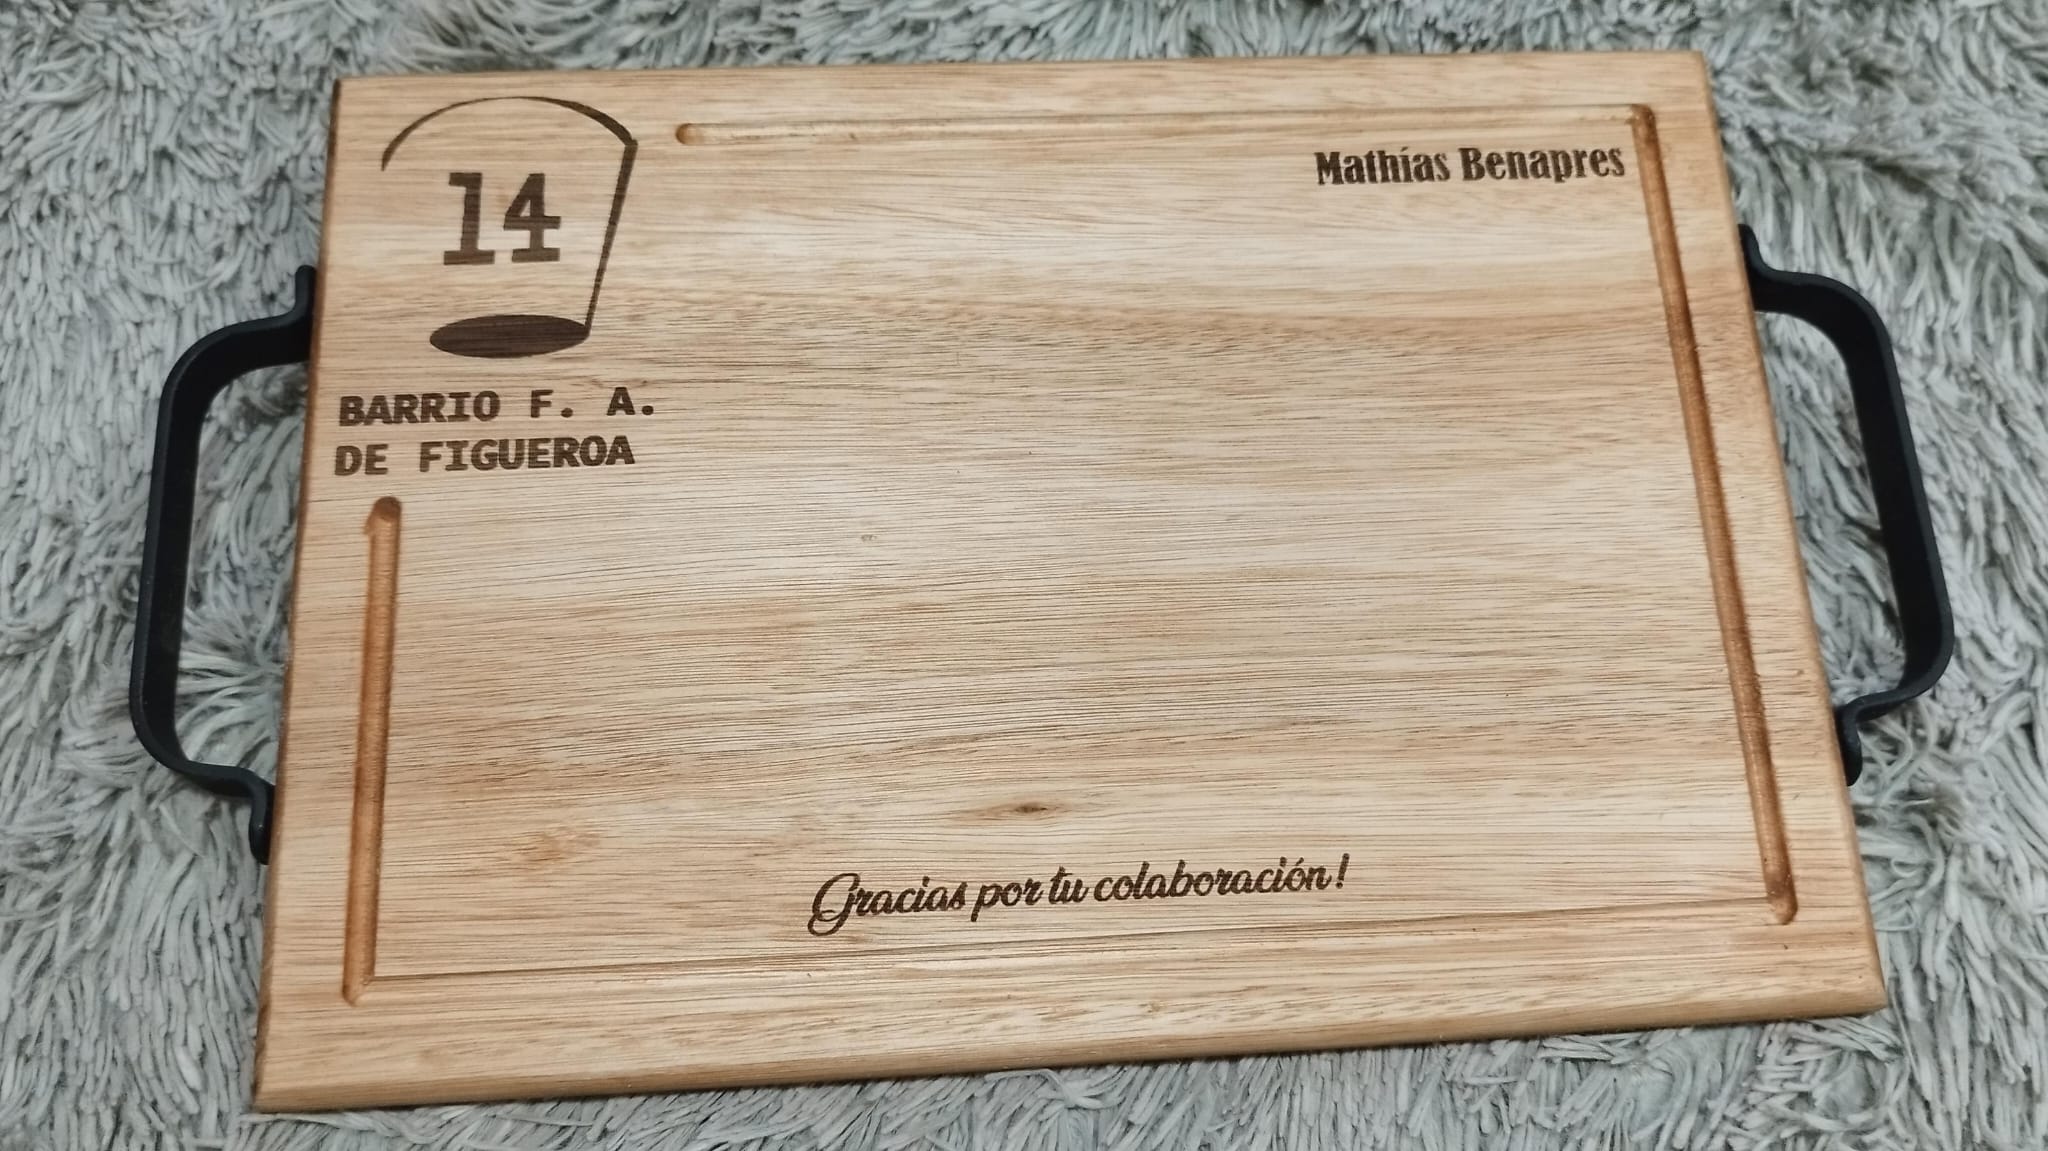 14
BARRIO F. A.
DE FIGUEROA
Mathías Benapres
Gracias por tu colaboración!